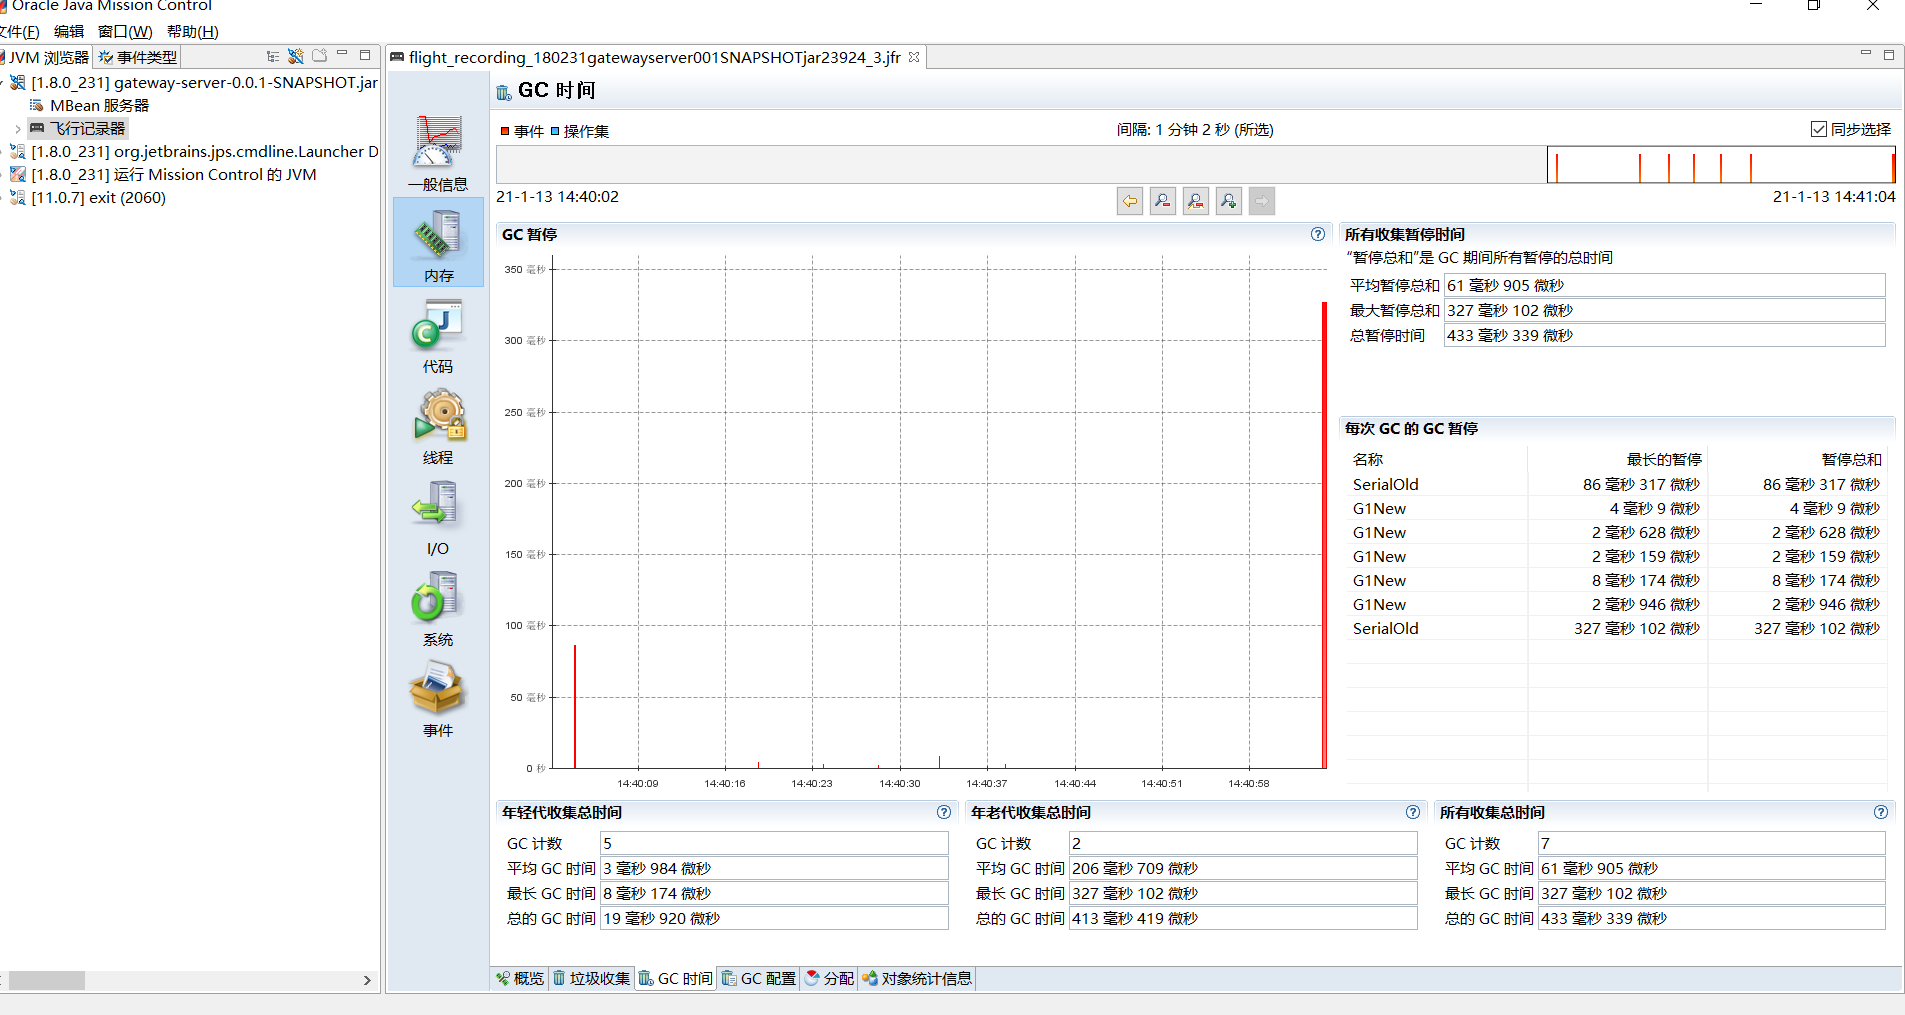 Oracle Java Mission Control
文件(F) 编辑 窗口(W) 帮助(H)
JVM 浏览器 事件类型
[1.8.0_231] gateway-server-0.0.1-SNAPSHOT.jar
MBean 服务器
飞行记录器
[1.8.0_231] org.jetbrains.jps.cmdline.Launcher D
[1.8.0_231] 运行 Mission Control 的 JVM
[11.0.7] exit (2060)
flight_recording_180231gatewayserver001SNAPSHOTjar23924_3.jfr
一般信息
内存
代码
线程
I/O
系统
事件
GC 时间
事件 操作集
间隔: 1 分钟 2 秒 (所选)
同步选择
21-1-13 14:40:02
21-1-13 14:41:04
GC 暂停
350 毫秒
300 毫秒
250 毫秒
200 毫秒
150 毫秒
100 毫秒
50 毫秒
0 秒
14:40:09 14:40:16 14:40:23 14:40:30 14:40:37 14:40:44 14:40:51 14:40:58
所有收集暂停时间
“暂停总和”是 GC 期间所有暂停的总时间
平均暂停总和 61 毫秒 905 微秒
最大暂停总和 327 毫秒 102 微秒
总暂停时间 433 毫秒 339 微秒
每次 GC 的 GC 暂停
名称 最长的暂停 暂停总和
SerialOld 86 毫秒 317 微秒 86 毫秒 317 微秒
G1New 4 毫秒 9 微秒 4 毫秒 9 微秒
G1New 2 毫秒 628 微秒 2 毫秒 628 微秒
G1New 2 毫秒 159 微秒 2 毫秒 159 微秒
G1New 8 毫秒 174 微秒 8 毫秒 174 微秒
G1New 2 毫秒 946 微秒 2 毫秒 946 微秒
SerialOld 327 毫秒 102 微秒 327 毫秒 102 微秒
年轻代收集总时间
GC 计数 5
平均 GC 时间 3 毫秒 984 微秒
最长 GC 时间 8 毫秒 174 微秒
总的 GC 时间 19 毫秒 920 微秒
年老代收集总时间
GC 计数 2
平均 GC 时间 206 毫秒 709 微秒
最长 GC 时间 327 毫秒 102 微秒
总的 GC 时间 413 毫秒 419 微秒
所有收集总时间
GC 计数 7
平均 GC 时间 61 毫秒 905 微秒
最长 GC 时间 327 毫秒 102 微秒
总的 GC 时间 433 毫秒 339 微秒
概览 垃圾收集 GC 时间 GC 配置 分配 对象统计信息